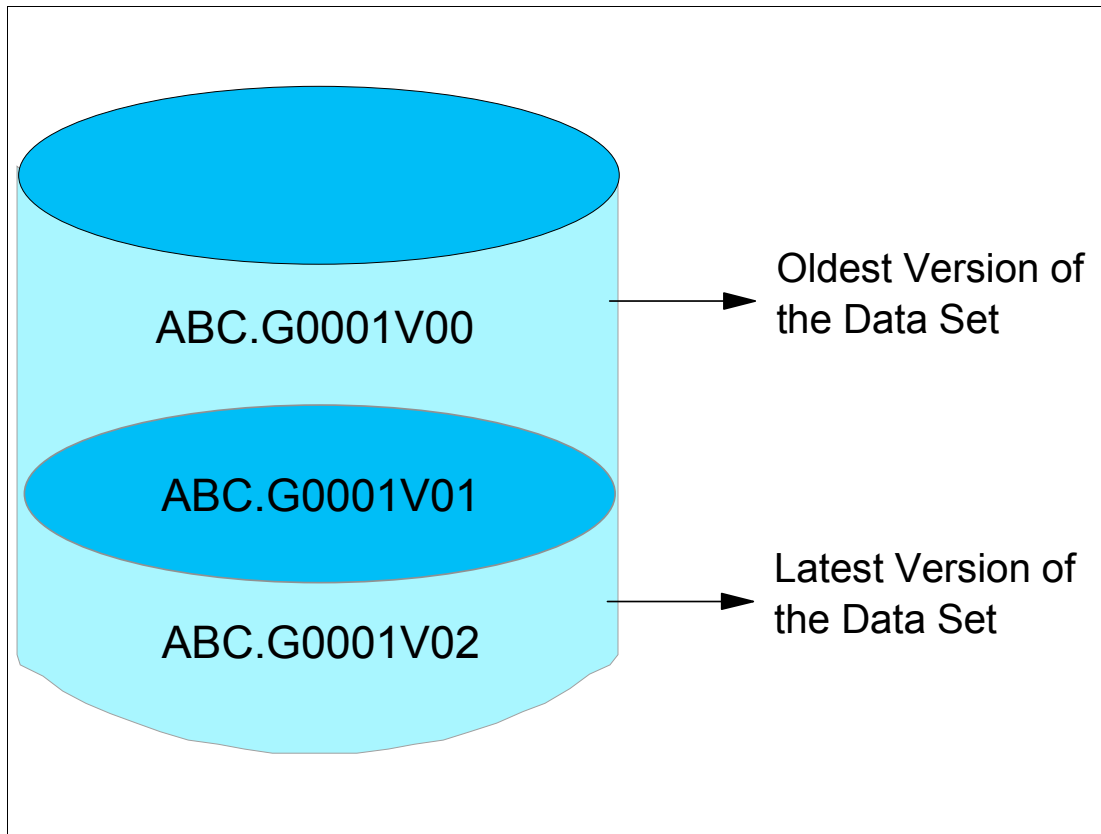 Oldest Version of
the Data Set
ABC.G0001V00
ABC.G0001V01
Latest Version of
the Data Set
ABC.G0001V02